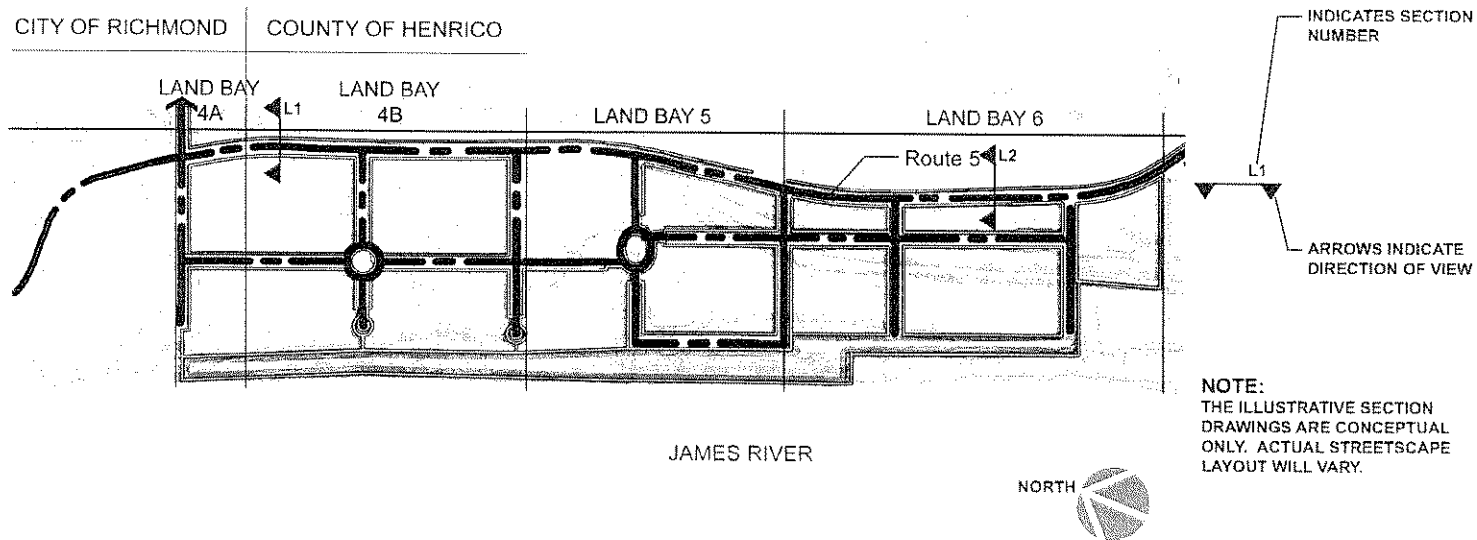 CITY OF RICHMOND
COUNTY OF HENRICO
LAND BAY
4A
L1
LAND BAY
4B
LAND BAY 5
LAND BAY 6
Route 5
L2
INDICATES SECTION
NUMBER
L1
ARROWS INDICATE
DIRECTION OF VIEW
JAMES RIVER
NORTH
NOTE:
THE ILLUSTRATIVE SECTION
DRAWINGS ARE CONCEPTUAL
ONLY. ACTUAL STREETSCAPE
LAYOUT WILL VARY.